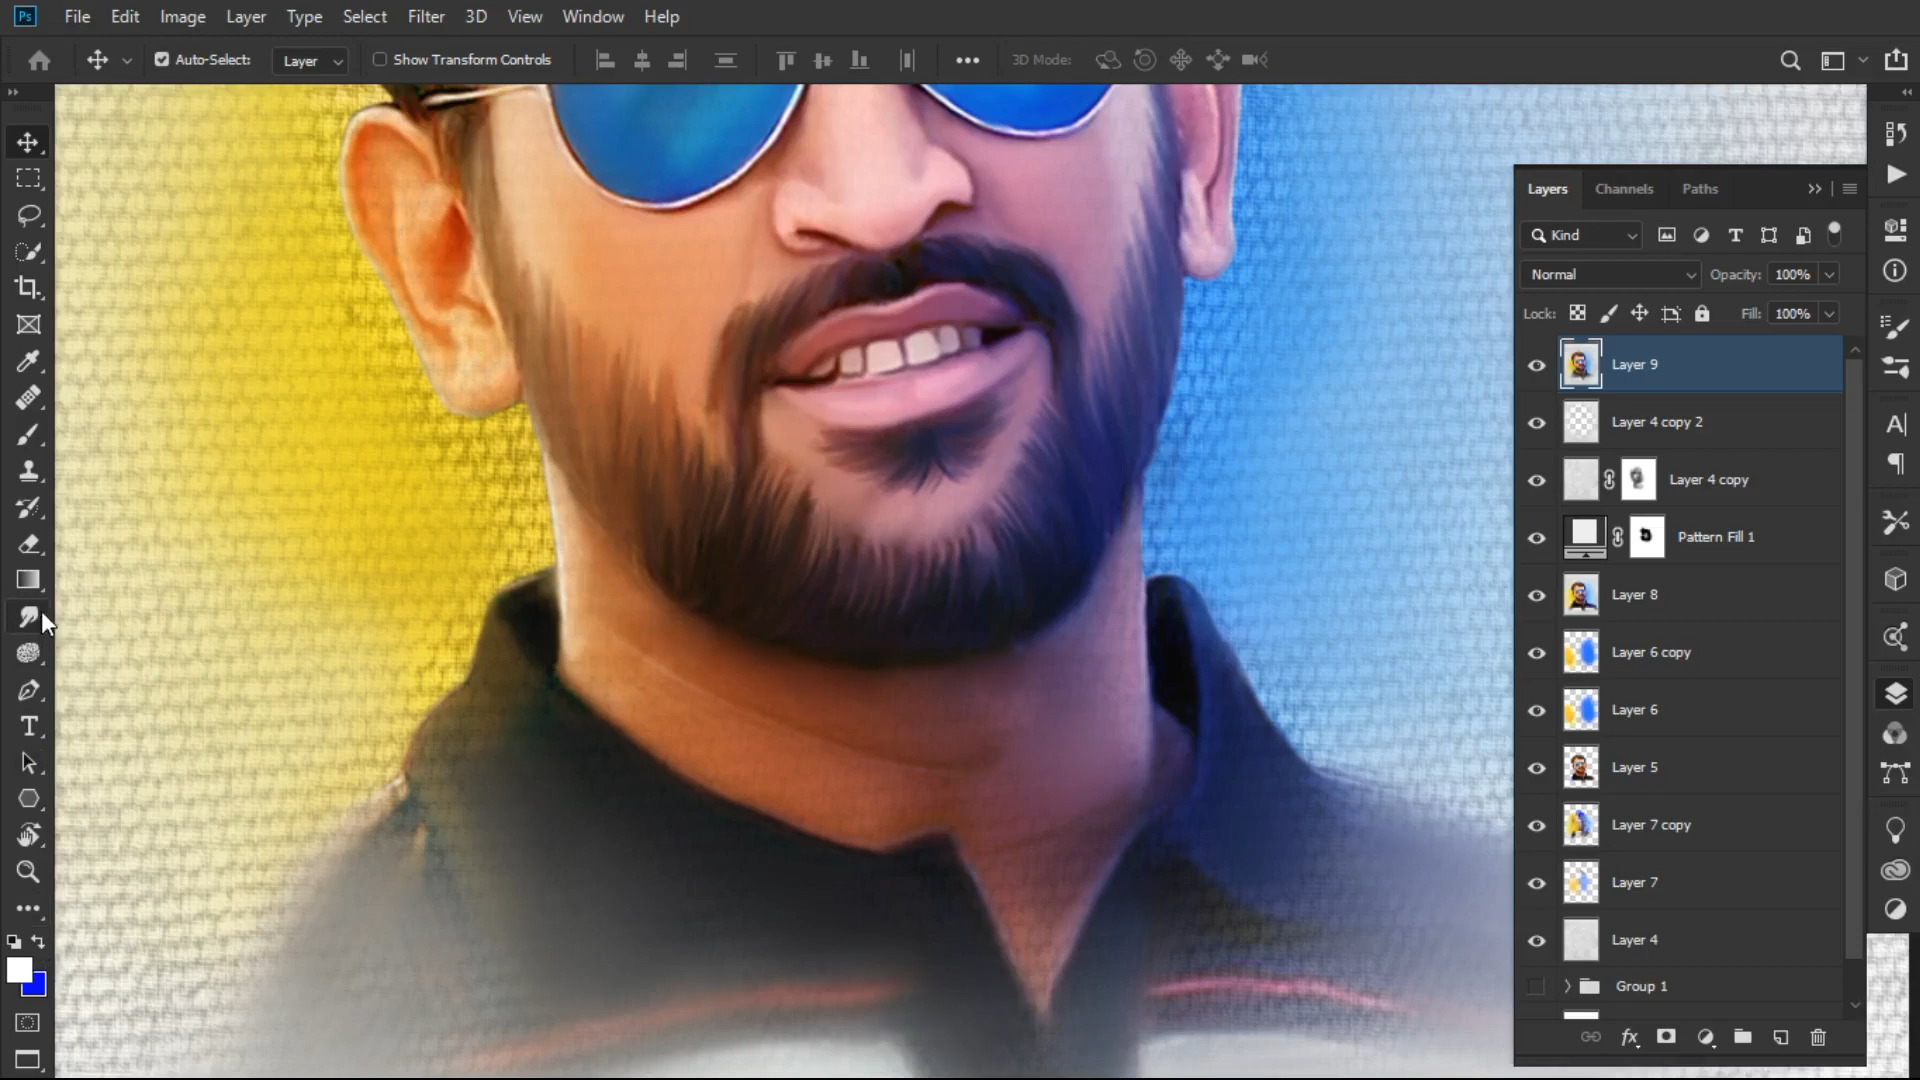 Ps File Edit Image Layer Type Select Filter 3D View Window Help
Auto-Select: Layer Show Transform Controls 3D Mode:
Layers Channels Paths
Kind
Normal Opacity: 100%
Lock: Fill: 100%
Layer 9
Layer 4 copy 2
Layer 4 copy
Pattern Fill 1
Layer 8
Layer 6 copy
Layer 6
Layer 5
Layer 7 copy
Layer 7
Layer 4
Group 1
fx